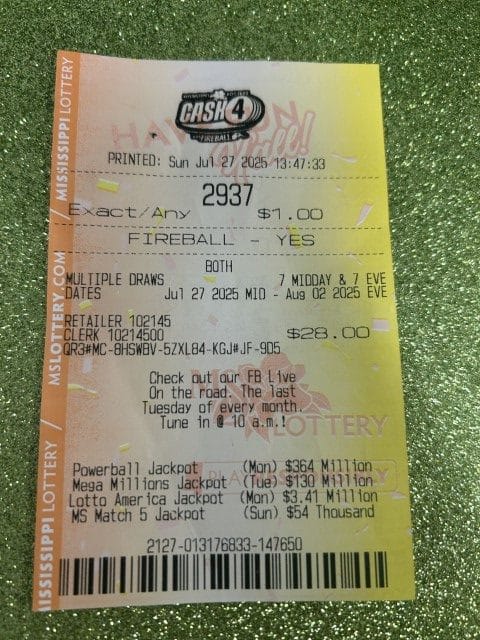 CASH 4
FIREBALL
PRINTED: Sun Jul 27 2025 13:47:33
2937
Exact/Any $1.00
FIREBALL - YES
BOTH
MULTIPLE DRAWS 7 MIDDAY & 7 EVE
DATES Jul 27 2025 MID - Aug 02 2025 EVE
RETAILER 102145
CLERK 10214500 $28.00
QR3#MC-8HSWBV-5ZXL84-KGJ#JF-9D5
Check out our FB Live
On the road. The last
Tuesday of every month.
Tune in @ 10 a.m.!
LOTTERY
Powerball Jackpot (Mon) $364 Million
Mega Millions Jackpot (Tue) $130 Million
Lotto America Jackpot (Mon) $3.41 Million
MS Match 5 Jackpot (Sun) $54 Thousand
2127-013176833-147650
MISSISSIPPI LOTTERY / MSLOTTERY.COM / MISSISSIPPI LOTTERY